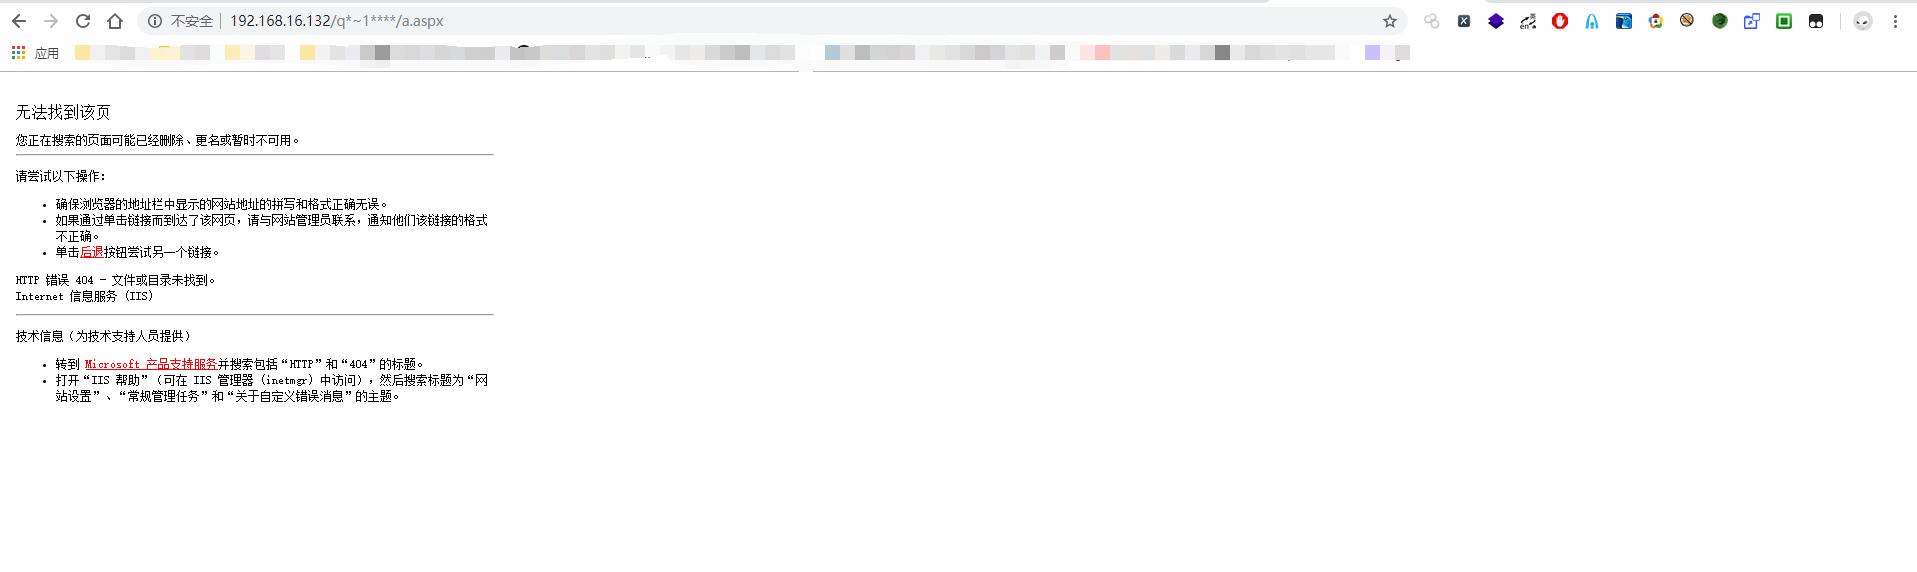 不安全 192.168.16.132/q*~1****/a.aspx
应用
无法找到该页
您正在搜索的页面可能已经删除、更名或暂时不可用。
请尝试以下操作：
• 确保浏览器的地址栏中显示的网站地址的拼写和格式正确无误。
• 如果通过单击链接而到达了该网页，请与网站管理员联系，通知他们该链接的格式
不正确。
• 单击后退按钮尝试另一个链接。
HTTP 错误 404 - 文件或目录未找到。
Internet 信息服务 (IIS)
技术信息（为技术支持人员提供）
• 转到 Microsoft 产品支持服务并搜索包括“HTTP”和“404”的标题。
• 打开“IIS 帮助”（可在 IIS 管理器 (inetmgr) 中访问），然后搜索标题为“网
站设置”、“常规管理任务”和“关于自定义错误消息”的主题。